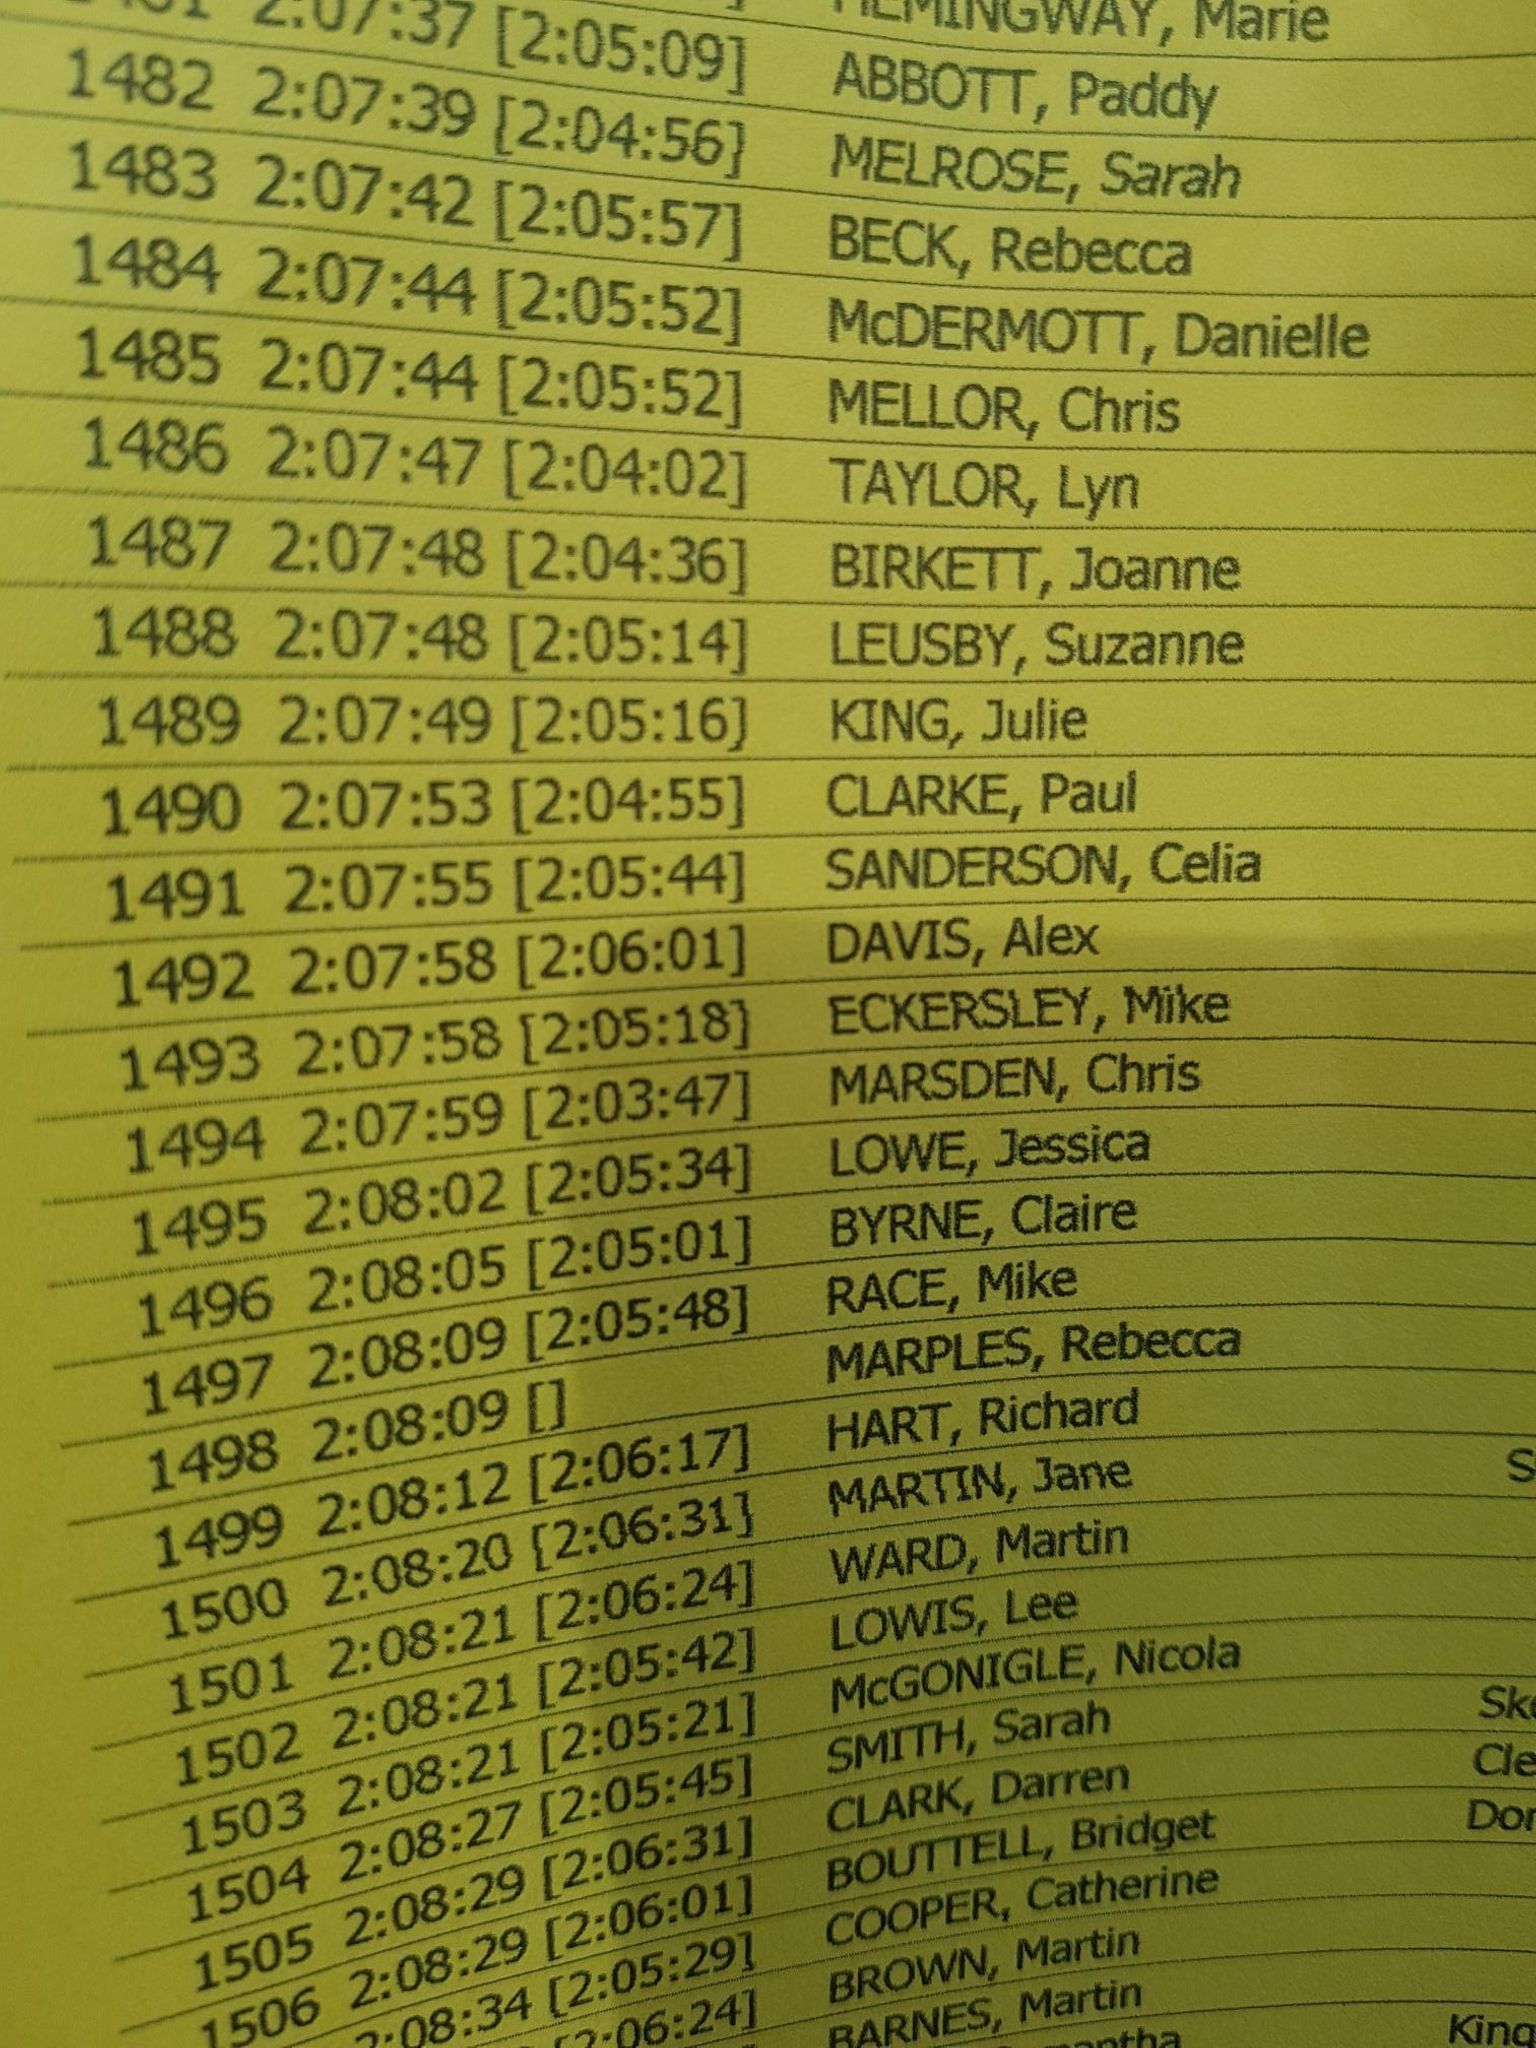 HEMINGWAY, Marie
2:07:37 [2:05:09] ABBOTT, Paddy
1482 2:07:39 [2:04:56] MELROSE, Sarah
1483 2:07:42 [2:05:57] BECK, Rebecca
1484 2:07:44 [2:05:52] McDERMOTT, Danielle
1485 2:07:44 [2:05:52] MELLOR, Chris
1486 2:07:47 [2:04:02] TAYLOR, Lyn
1487 2:07:48 [2:04:36] BIRKETT, Joanne
1488 2:07:48 [2:05:14] LEUSBY, Suzanne
1489 2:07:49 [2:05:16] KING, Julie
1490 2:07:53 [2:04:55] CLARKE, Paul
1491 2:07:55 [2:05:44] SANDERSON, Celia
1492 2:07:58 [2:06:01] DAVIS, Alex
1493 2:07:58 [2:05:18] ECKERSLEY, Mike
1494 2:07:59 [2:03:47] MARSDEN, Chris
1495 2:08:02 [2:05:34] LOWE, Jessica
1496 2:08:05 [2:05:01] BYRNE, Claire
1497 2:08:09 [2:05:48] RACE, Mike
1498 2:08:09 [] MARPLES, Rebecca
1499 2:08:12 [2:06:17] HART, Richard
1500 2:08:20 [2:06:31] MARTIN, Jane
1501 2:08:21 [2:06:24] WARD, Martin
1502 2:08:21 [2:05:42] LOWIS, Lee
1503 2:08:21 [2:05:21] McGONIGLE, Nicola
1504 2:08:27 [2:05:45] SMITH, Sarah
1505 2:08:29 [2:06:31] CLARK, Darren Cle
1506 2:08:29 [2:06:01] BOUTTELL, Bridget Dor
2:08:34 [2:05:29] COOPER, Catherine
[2:06:24] BROWN, Martin
BARNES, Martin
King